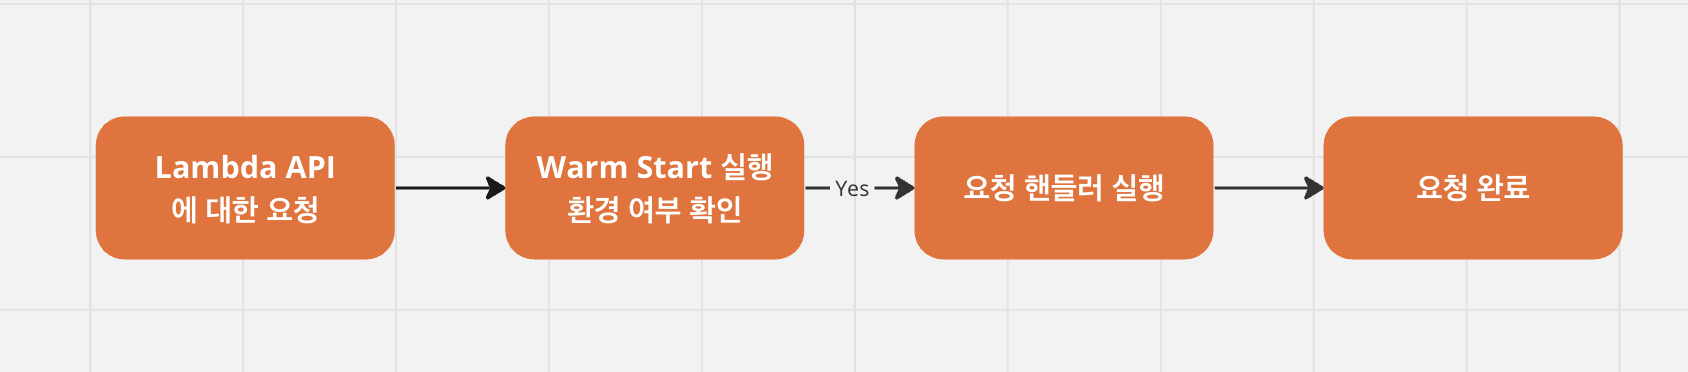 Lambda API
에 대한 요청
Warm Start 실행
환경 여부 확인
Yes
요청 핸들러 실행
요청 완료